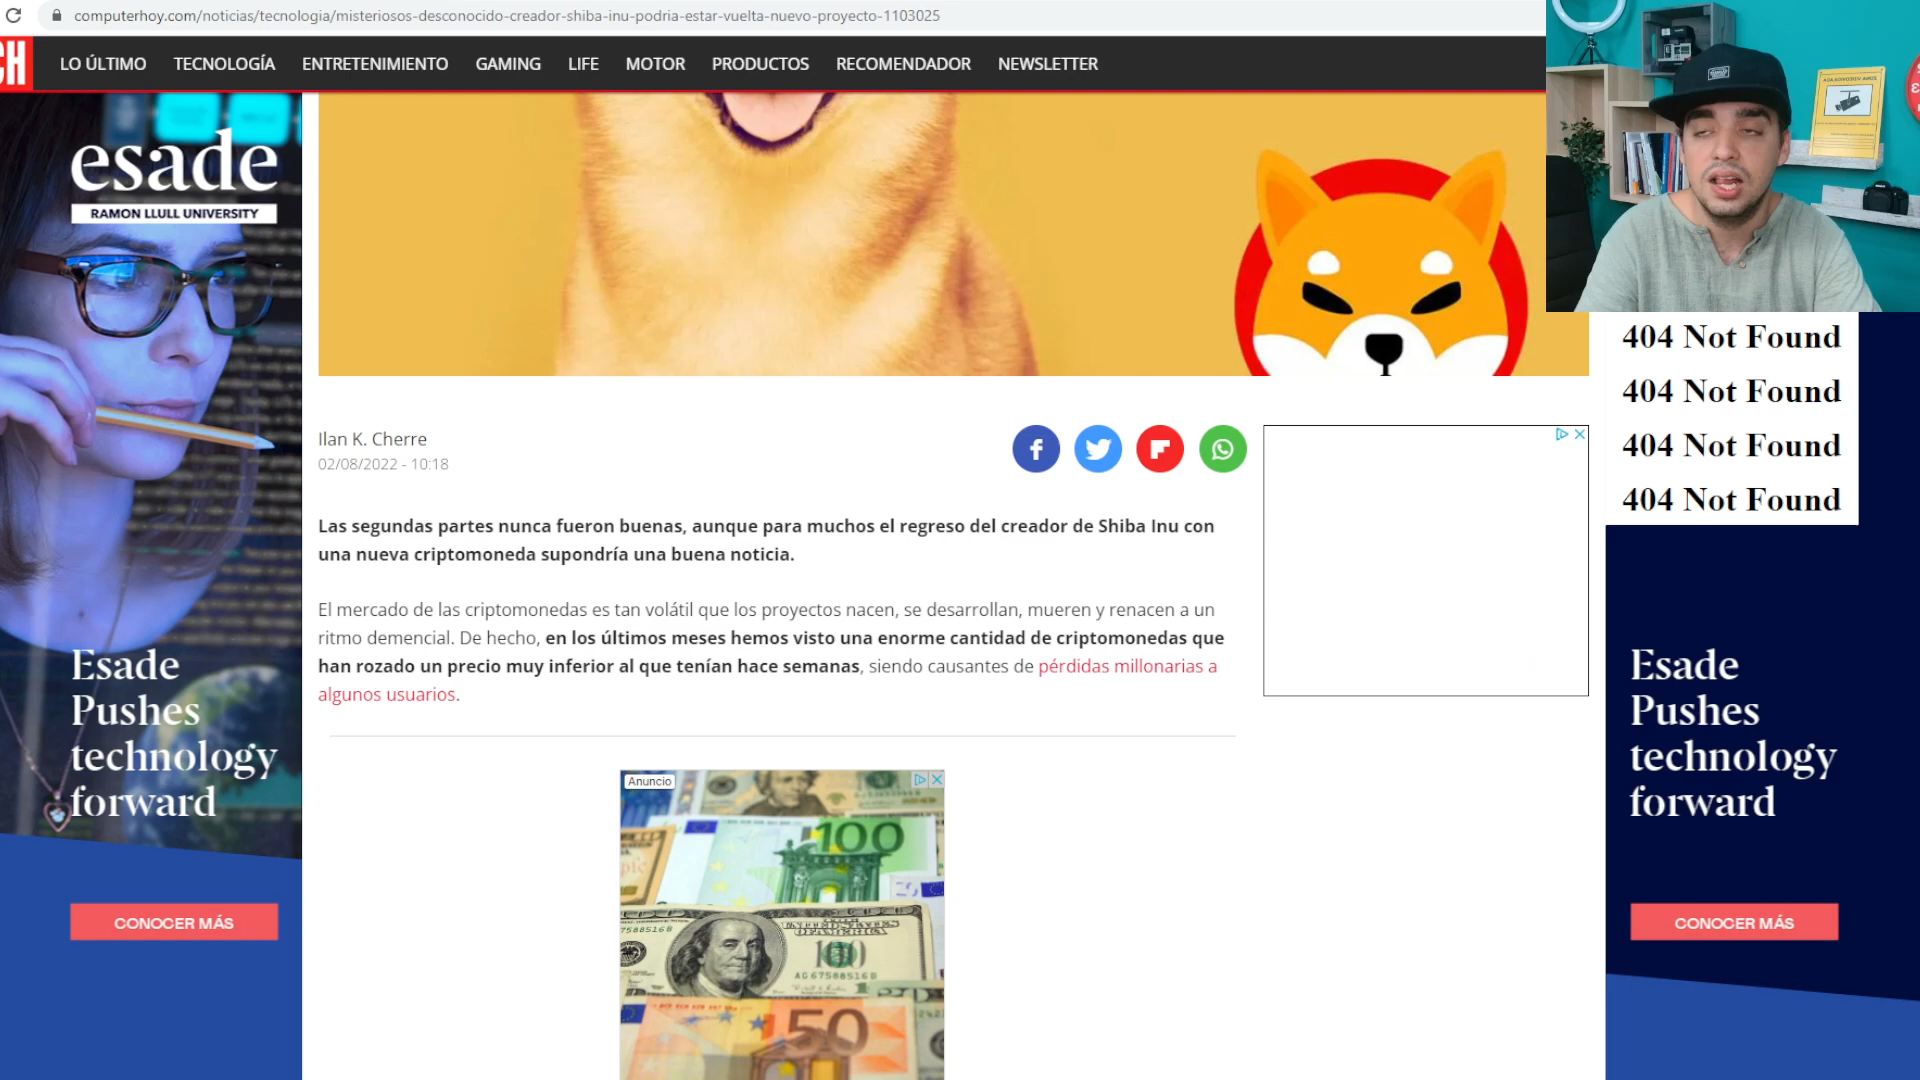 computerhoy.com/noticias/tecnologia/misteriosos-desconocido-creador-shiba-inu-podria-estar-vuelta-nuevo-proyecto-1103025
CH
LO ÚLTIMO
TECNOLOGÍA
ENTRETENIMIENTO
GAMING
LIFE
MOTOR
PRODUCTOS
RECOMENDADOR
NEWSLETTER
esade
RAMON LLULL UNIVERSITY
Esade
Pushes
technology
forward
CONOCER MÁS
Ilan K. Cherre
02/08/2022 - 10:18
Las segundas partes nunca fueron buenas, aunque para muchos el regreso del creador de Shiba Inu con
una nueva criptomoneda supondría una buena noticia.
El mercado de las criptomonedas es tan volátil que los proyectos nacen, se desarrollan, mueren y renacen a un
ritmo demencial. De hecho, en los últimos meses hemos visto una enorme cantidad de criptomonedas que
han rozado un precio muy inferior al que tenían hace semanas, siendo causantes de pérdidas millonarias a
algunos usuarios.
Anuncio
100
100
50
404 Not Found
404 Not Found
404 Not Found
404 Not Found
Esade
Pushes
technology
forward
CONOCER MÁS